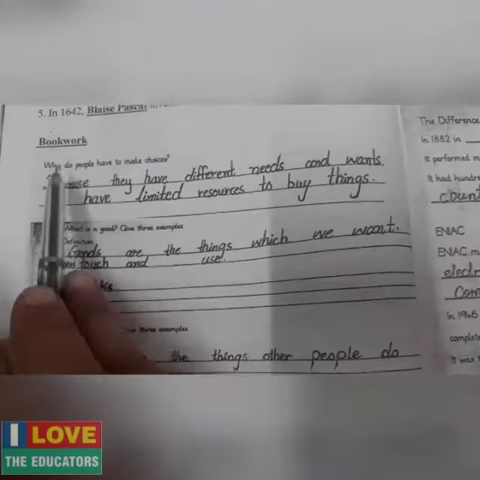 5. In 1642, Blaise Pascal
Bookwork
Why do people have to make choices?
they have different needs and wants
have limited resources to buy things.
What is a good? Give three examples
Goods are the things which we want.
touch and use.
three examples
the things other people do
The Difference
In 1882 in
It performed m
It had hundre
count
ENIAC
ENIAC
electr
Com
In 1946
complete
It was
I LOVE
THE EDUCATORS